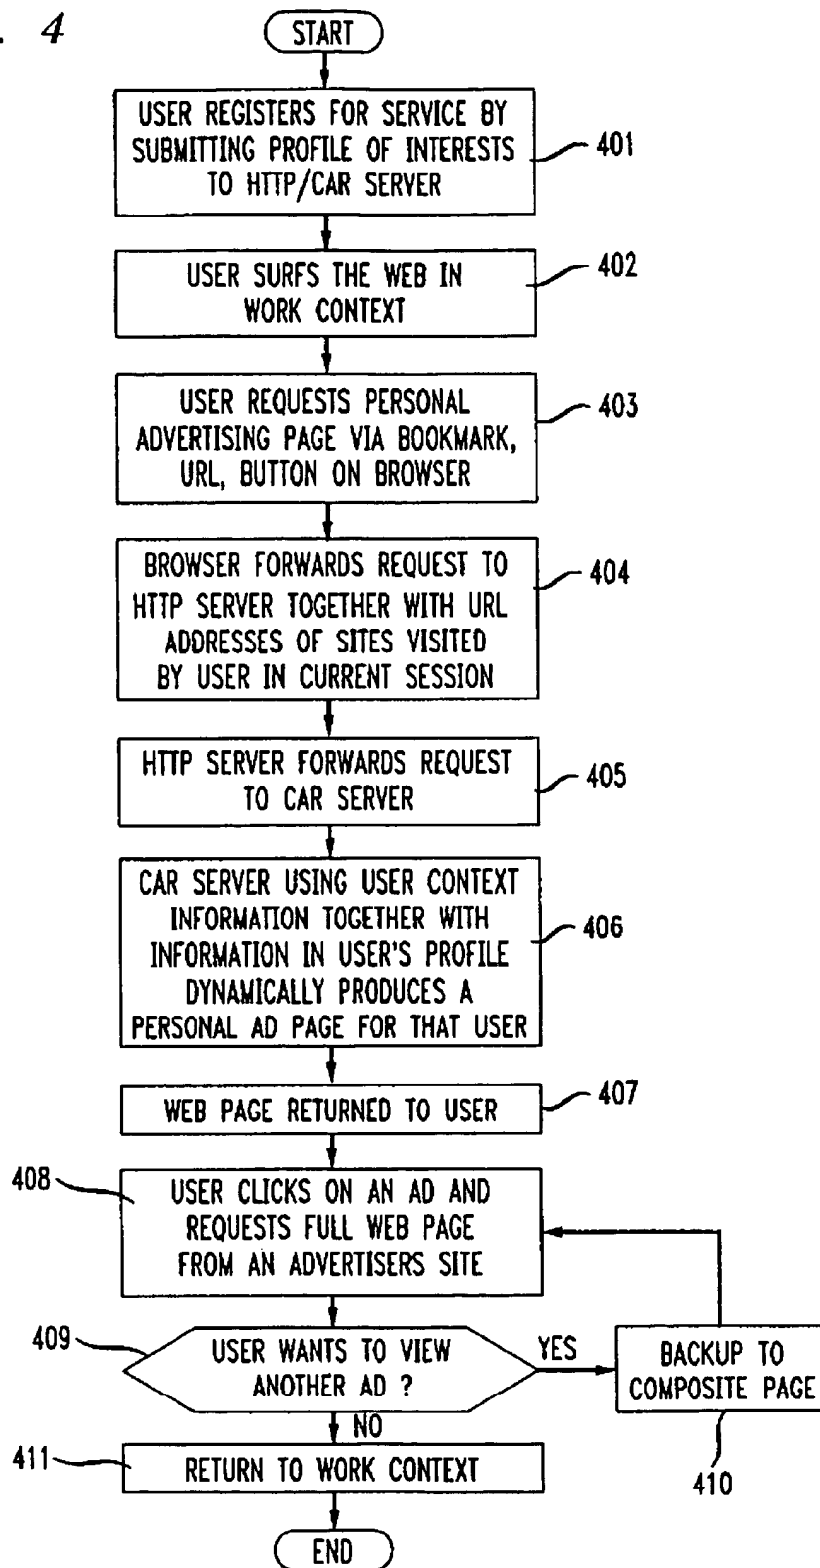 . 4
START
USER REGISTERS FOR SERVICE BY
SUBMITTING PROFILE OF INTERESTS
TO HTTP/CAR SERVER
401
USER SURFS THE WEB IN
WORK CONTEXT
402
USER REQUESTS PERSONAL
ADVERTISING PAGE VIA BOOKMARK,
URL, BUTTON ON BROWSER
403
BROWSER FORWARDS REQUEST TO
HTTP SERVER TOGETHER WITH URL
ADDRESSES OF SITES VISITED
BY USER IN CURRENT SESSION
404
HTTP SERVER FORWARDS REQUEST
TO CAR SERVER
405
CAR SERVER USING USER CONTEXT
INFORMATION TOGETHER WITH
INFORMATION IN USER'S PROFILE
DYNAMICALLY PRODUCES A
PERSONAL AD PAGE FOR THAT USER
406
WEB PAGE RETURNED TO USER
407
408
USER CLICKS ON AN AD AND
REQUESTS FULL WEB PAGE
FROM AN ADVERTISERS SITE
409
USER WANTS TO VIEW
ANOTHER AD ?
YES
BACKUP TO
COMPOSITE PAGE
410
NO
411
RETURN TO WORK CONTEXT
END